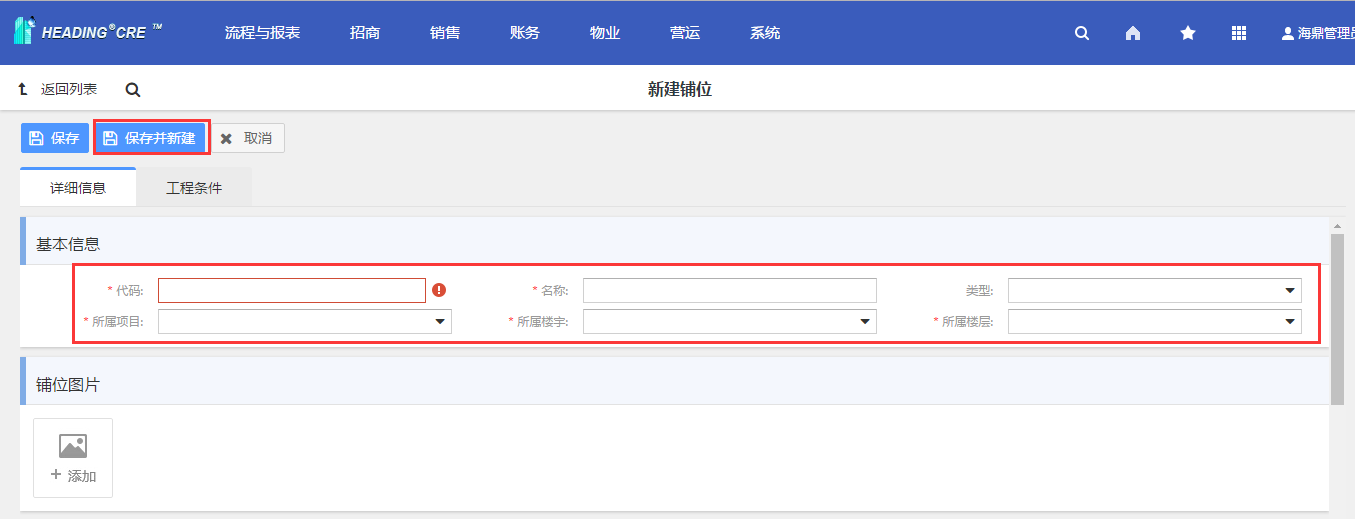 HEADING®CRE ™ 流程与报表 招商 销售 账务 物业 营运 系统 海鼎管理员
返回列表 新建铺位
保存 保存并新建 取消
详细信息 工程条件
基本信息
* 代码: * 名称: 类型:
* 所属项目: * 所属楼宇: * 所属楼层:
铺位图片
+ 添加